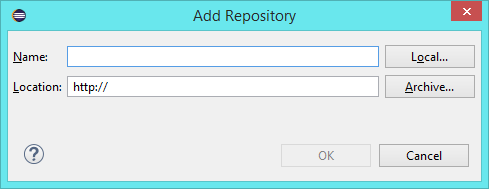 Add Repository
Name: Local...
Location: http:// Archive...
? OK Cancel